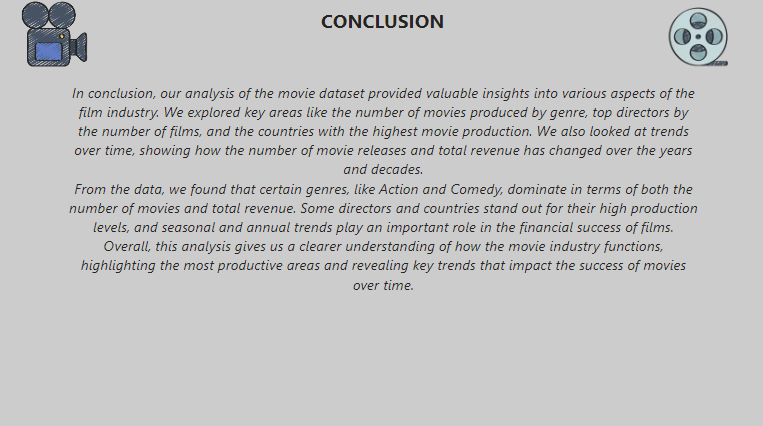 CONCLUSION
In conclusion, our analysis of the movie dataset provided valuable insights into various aspects of the
film industry. We explored key areas like the number of movies produced by genre, top directors by
the number of films, and the countries with the highest movie production. We also looked at trends
over time, showing how the number of movie releases and total revenue has changed over the years
and decades.
From the data, we found that certain genres, like Action and Comedy, dominate in terms of both the
number of movies and total revenue. Some directors and countries stand out for their high production
levels, and seasonal and annual trends play an important role in the financial success of films.
Overall, this analysis gives us a clearer understanding of how the movie industry functions,
highlighting the most productive areas and revealing key trends that impact the success of movies
over time.